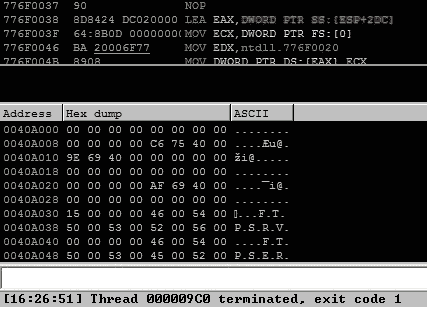 776F0037 90 NOP
776F0038 8D8424 DC020000 LEA EAX,DWORD PTR SS:[ESP+2DC]
776F003F 64:8B0D 00000000 MOV ECX,DWORD PTR FS:[0]
776F0046 BA 20006F77 MOV EDX,ntdll.776F0020
776F004B 8908 MOV DWORD PTR DS:[EAX],ECX
Address Hex dump ASCII
0040A000 00 00 00 00 00 00 00 00 ........
0040A008 00 00 00 00 C6 75 40 00 ....Æu@.
0040A010 9E 69 40 00 00 00 00 00 ži@.....
0040A018 00 00 00 00 00 00 00 00 ........
0040A020 00 00 00 00 AF 69 40 00 ....¯i@.
0040A028 00 00 00 00 00 00 00 00 ........
0040A030 15 00 00 00 46 00 54 00 ...F.T.
0040A038 50 00 53 00 52 00 56 00 P.S.R.V.
0040A040 00 00 00 00 46 00 54 00 ....F.T.
0040A048 50 00 53 00 45 00 52 00 P.S.E.R.
[16:26:51] Thread 000009C0 terminated, exit code 1